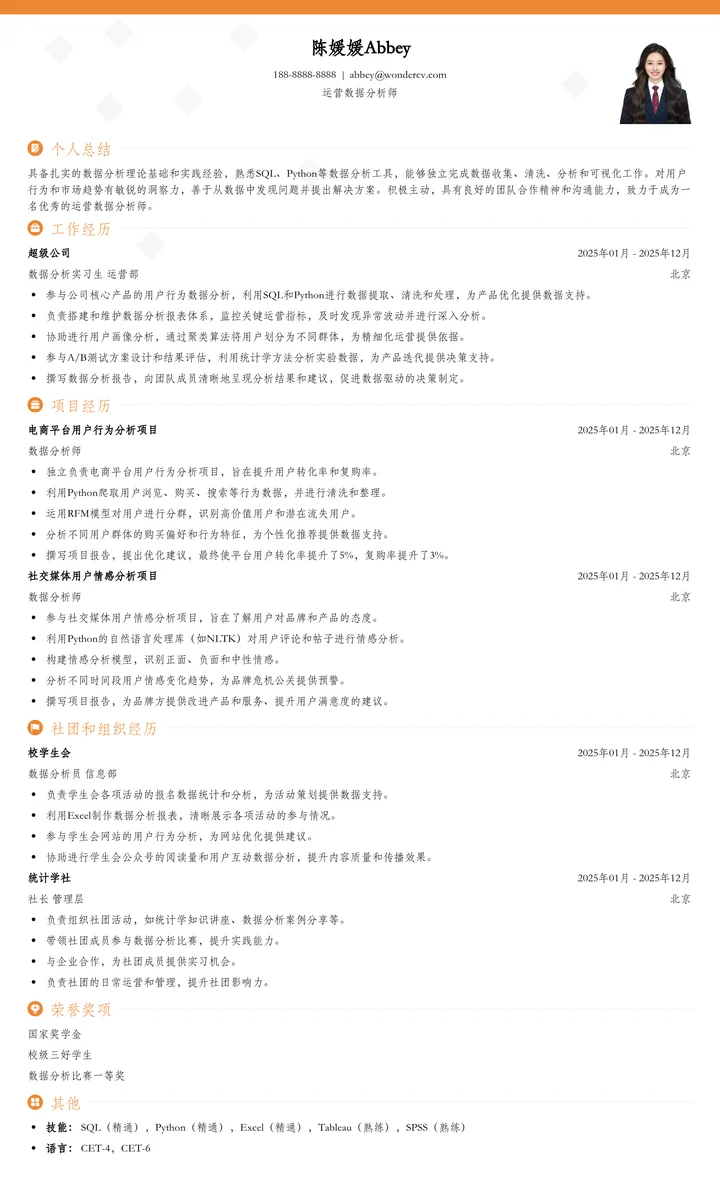 陈媛媛Abbey
188-8888-8888 | abbey@wondercv.com
运营数据分析师
个人总结
具备扎实的数据分析理论基础和实践经验，熟悉SQL、Python等数据分析工具，能够独立完成数据收集、清洗、分析和可视化工作。对用户
行为和市场趋势有敏锐的洞察力，善于从数据中发现问题并提出解决方案。积极主动，具有良好的团队合作精神和沟通能力，致力于成为一
名优秀的运营数据分析师。
工作经历
超级公司 2025年01月 - 2025年12月
数据分析实习生 运营部 北京
• 参与公司核心产品的用户行为数据分析，利用SQL和Python进行数据提取、清洗和处理，为产品优化提供数据支持。
• 负责搭建和维护数据分析报表体系，监控关键运营指标，及时发现异常波动并进行深入分析。
• 协助进行用户画像分析，通过聚类算法将用户划分为不同群体，为精细化运营提供依据。
• 参与A/B测试方案设计和结果评估，利用统计学方法分析实验数据，为产品迭代提供决策支持。
• 撰写数据分析报告，向团队成员清晰地呈现分析结果和建议，促进数据驱动的决策制定。
项目经历
电商平台用户行为分析项目 2025年01月 - 2025年12月
数据分析师 北京
• 独立负责电商平台用户行为分析项目，旨在提升用户转化率和复购率。
• 利用Python爬取用户浏览、购买、搜索等行为数据，并进行清洗和整理。
• 运用RFM模型对用户进行分群，识别高价值用户和潜在流失用户。
• 分析不同用户群体的购买偏好和行为特征，为个性化推荐提供数据支持。
• 撰写项目报告，提出优化建议，最终使平台用户转化率提升了5%，复购率提升了3%。
社交媒体用户情感分析项目 2025年01月 - 2025年12月
数据分析师 北京
• 参与社交媒体用户情感分析项目，旨在了解用户对品牌和产品的态度。
• 利用Python的自然语言处理库（如NLTK）对用户评论和帖子进行情感分析。
• 构建情感分析模型，识别正面、负面和中性情感。
• 分析不同时间段用户情感变化趋势，为品牌危机公关提供预警。
• 撰写项目报告，为品牌方提供改进产品和服务、提升用户满意度的建议。
社团和组织经历
校学生会 2025年01月 - 2025年12月
数据分析员 信息部 北京
• 负责学生会各项活动的报名数据统计和分析，为活动策划提供数据支持。
• 利用Excel制作数据分析报表，清晰展示各项活动的参与情况。
• 参与学生会网站的用户行为分析，为网站优化提供建议。
• 协助进行学生会公众号的阅读量和用户互动数据分析，提升内容质量和传播效果。
统计学社 2025年01月 - 2025年12月
社长 管理层 北京
• 负责组织社团活动，如统计学知识讲座、数据分析案例分享等。
• 带领社团成员参与数据分析比赛，提升实践能力。
• 与企业合作，为社团成员提供实习机会。
• 负责社团的日常运营和管理，提升社团影响力。
荣誉奖项
国家奖学金
校级三好学生
数据分析比赛一等奖
其他
• 技能： SQL（精通）, Python（精通）, Excel（精通）, Tableau（熟练）, SPSS（熟练）
• 语言： CET-4，CET-6